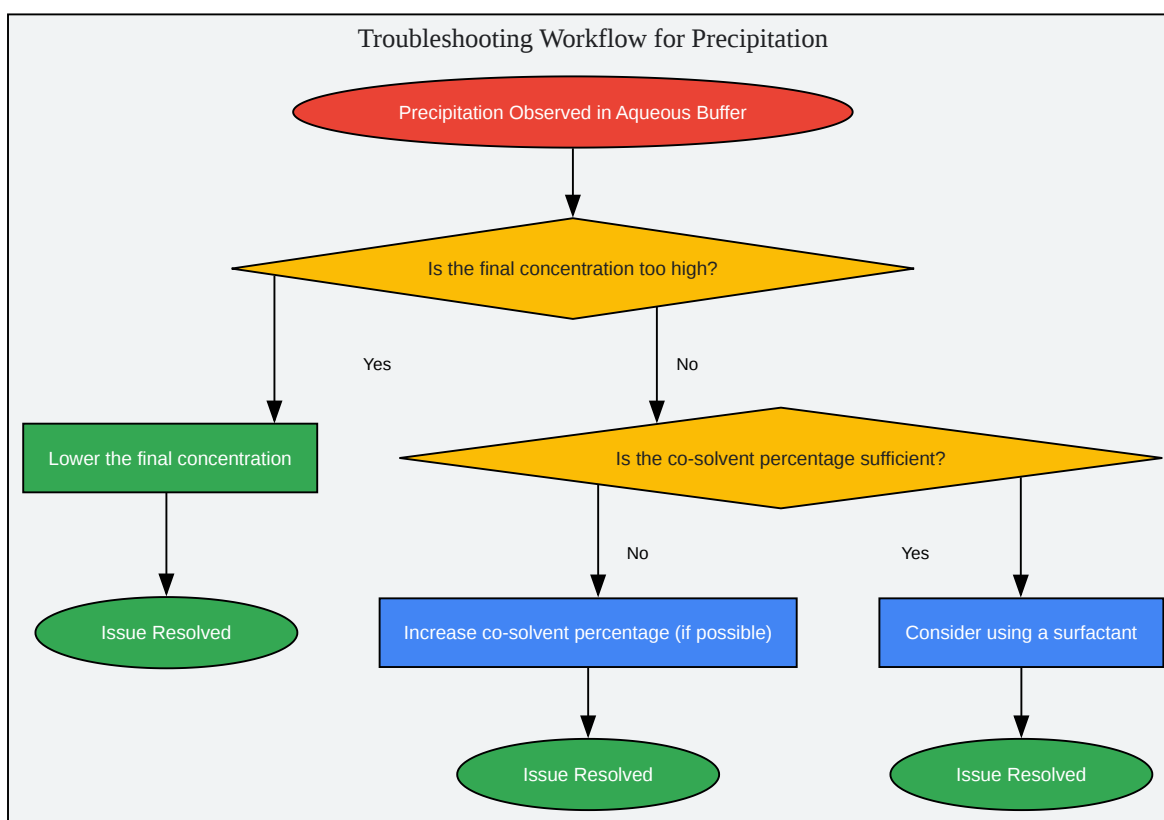 Troubleshooting Workflow for Precipitation
Precipitation Observed in Aqueous Buffer
Is the final concentration too high?
Yes
No
Lower the final concentration
Is the co-solvent percentage sufficient?
No
Yes
Issue Resolved
Increase co-solvent percentage (if possible)
Consider using a surfactant
Issue Resolved
Issue Resolved